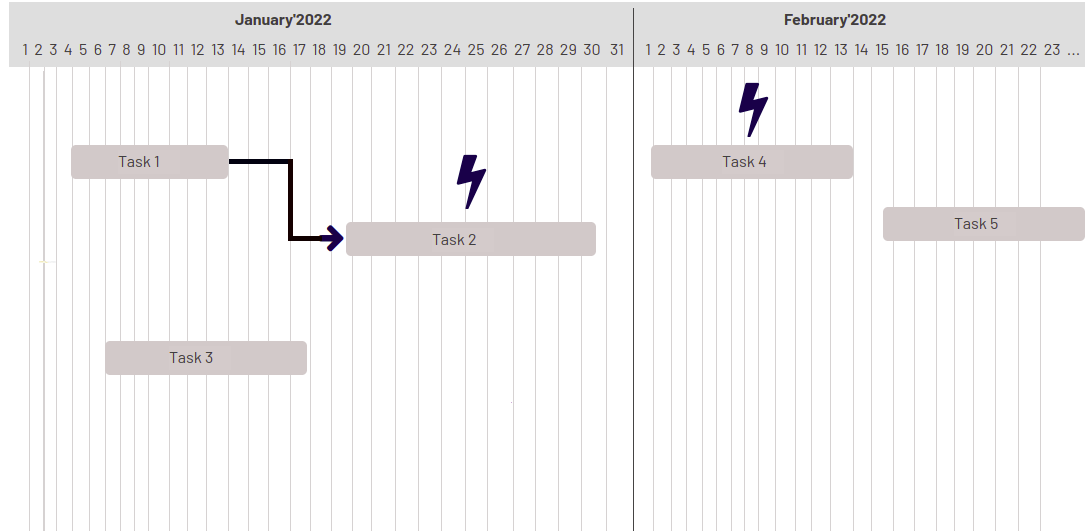 January'2022 February'2022
1 2 3 4 5 6 7 8 9 10 11 12 13 14 15 16 17 18 19 20 21 22 23 24 25 26 27 28 29 30 31 1 2 3 4 5 6 7 8 9 10 11 12 13 14 15 16 17 18 19 20 21 22 23 ...
Task 1 Task 4
Task 5
Task 2
Task 3